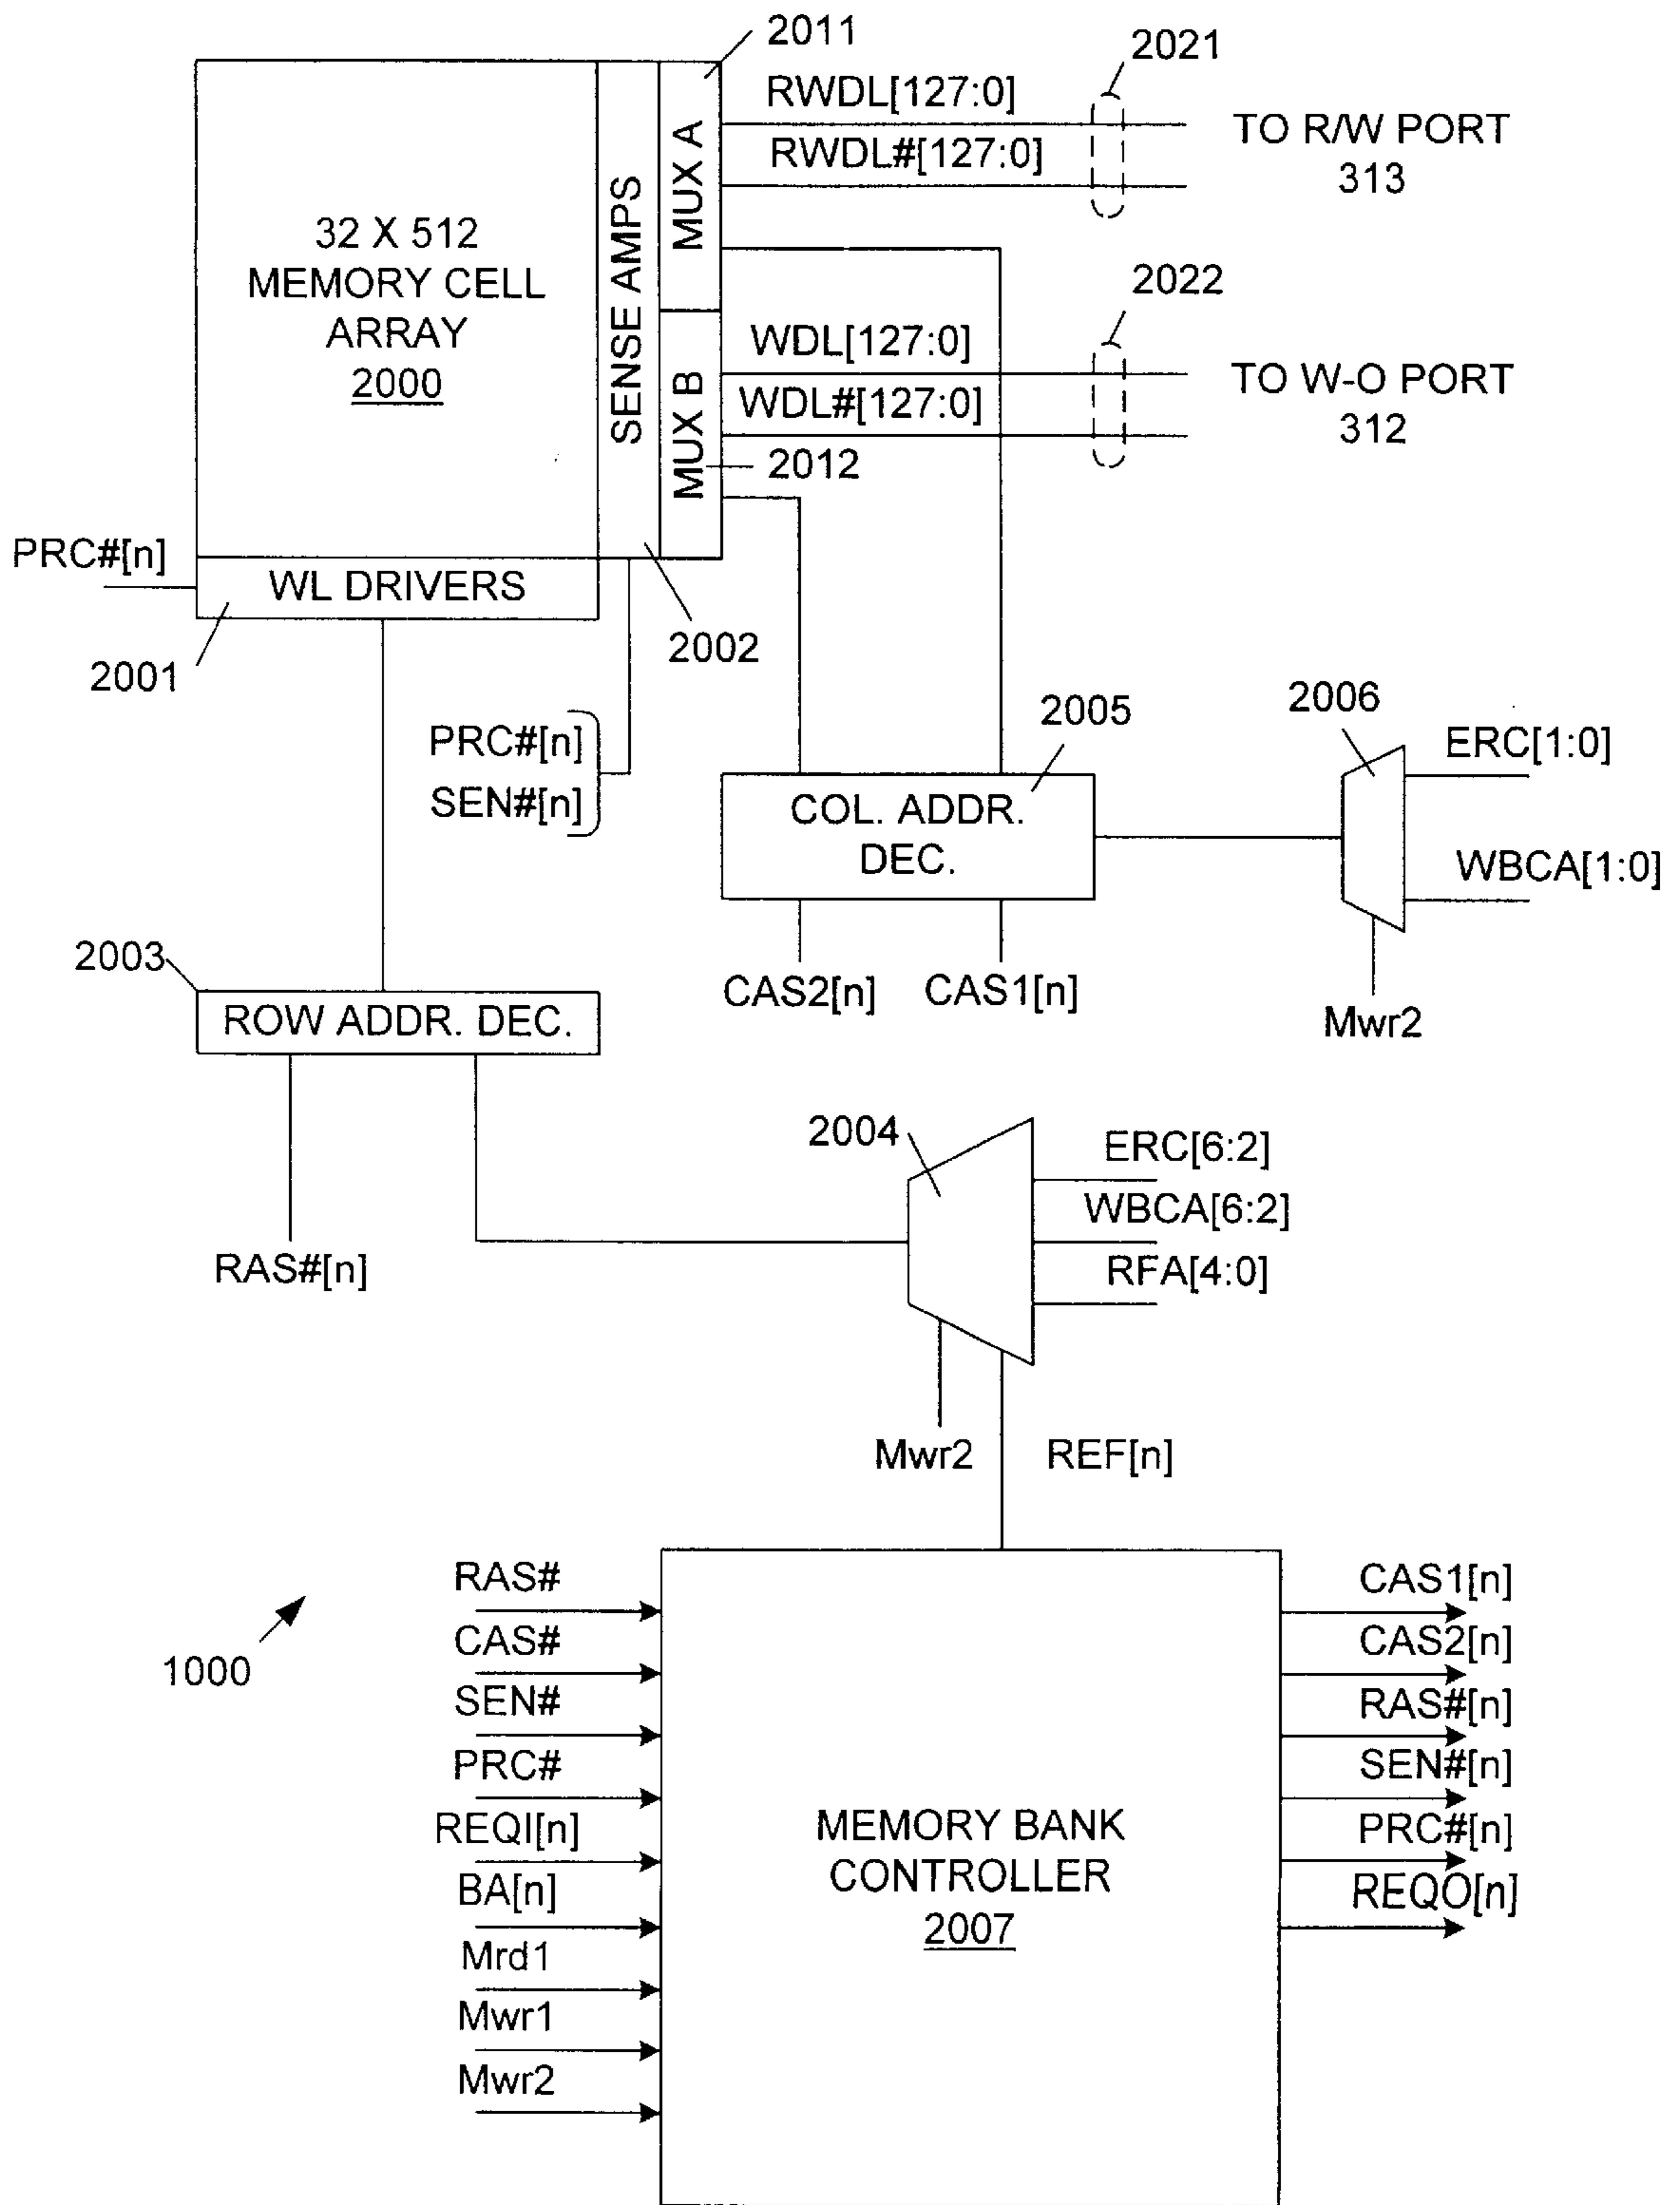 2011
2021
RWDL[127:0]
RWDL#[127:0]
TO R/W PORT
313
MUX A
SENSE AMPS
32 X 512
MEMORY CELL
ARRAY
2000
2022
WDL[127:0]
WDL#[127:0]
TO W-O PORT
312
MUX B
2012
PRC#[n]
WL DRIVERS
2001
2002
PRC#[n]
SEN#[n]
2005
COL. ADDR.
DEC.
2006
ERC[1:0]
WBCA[1:0]
Mwr2
CAS2[n]
CAS1[n]
2003
ROW ADDR. DEC.
RAS#[n]
2004
ERC[6:2]
WBCA[6:2]
RFA[4:0]
Mwr2
REF[n]
1000
RAS#
CAS#
SEN#
PRC#
REQI[n]
BA[n]
Mrd1
Mwr1
Mwr2
MEMORY BANK
CONTROLLER
2007
CAS1[n]
CAS2[n]
RAS#[n]
SEN#[n]
PRC#[n]
REQO[n]